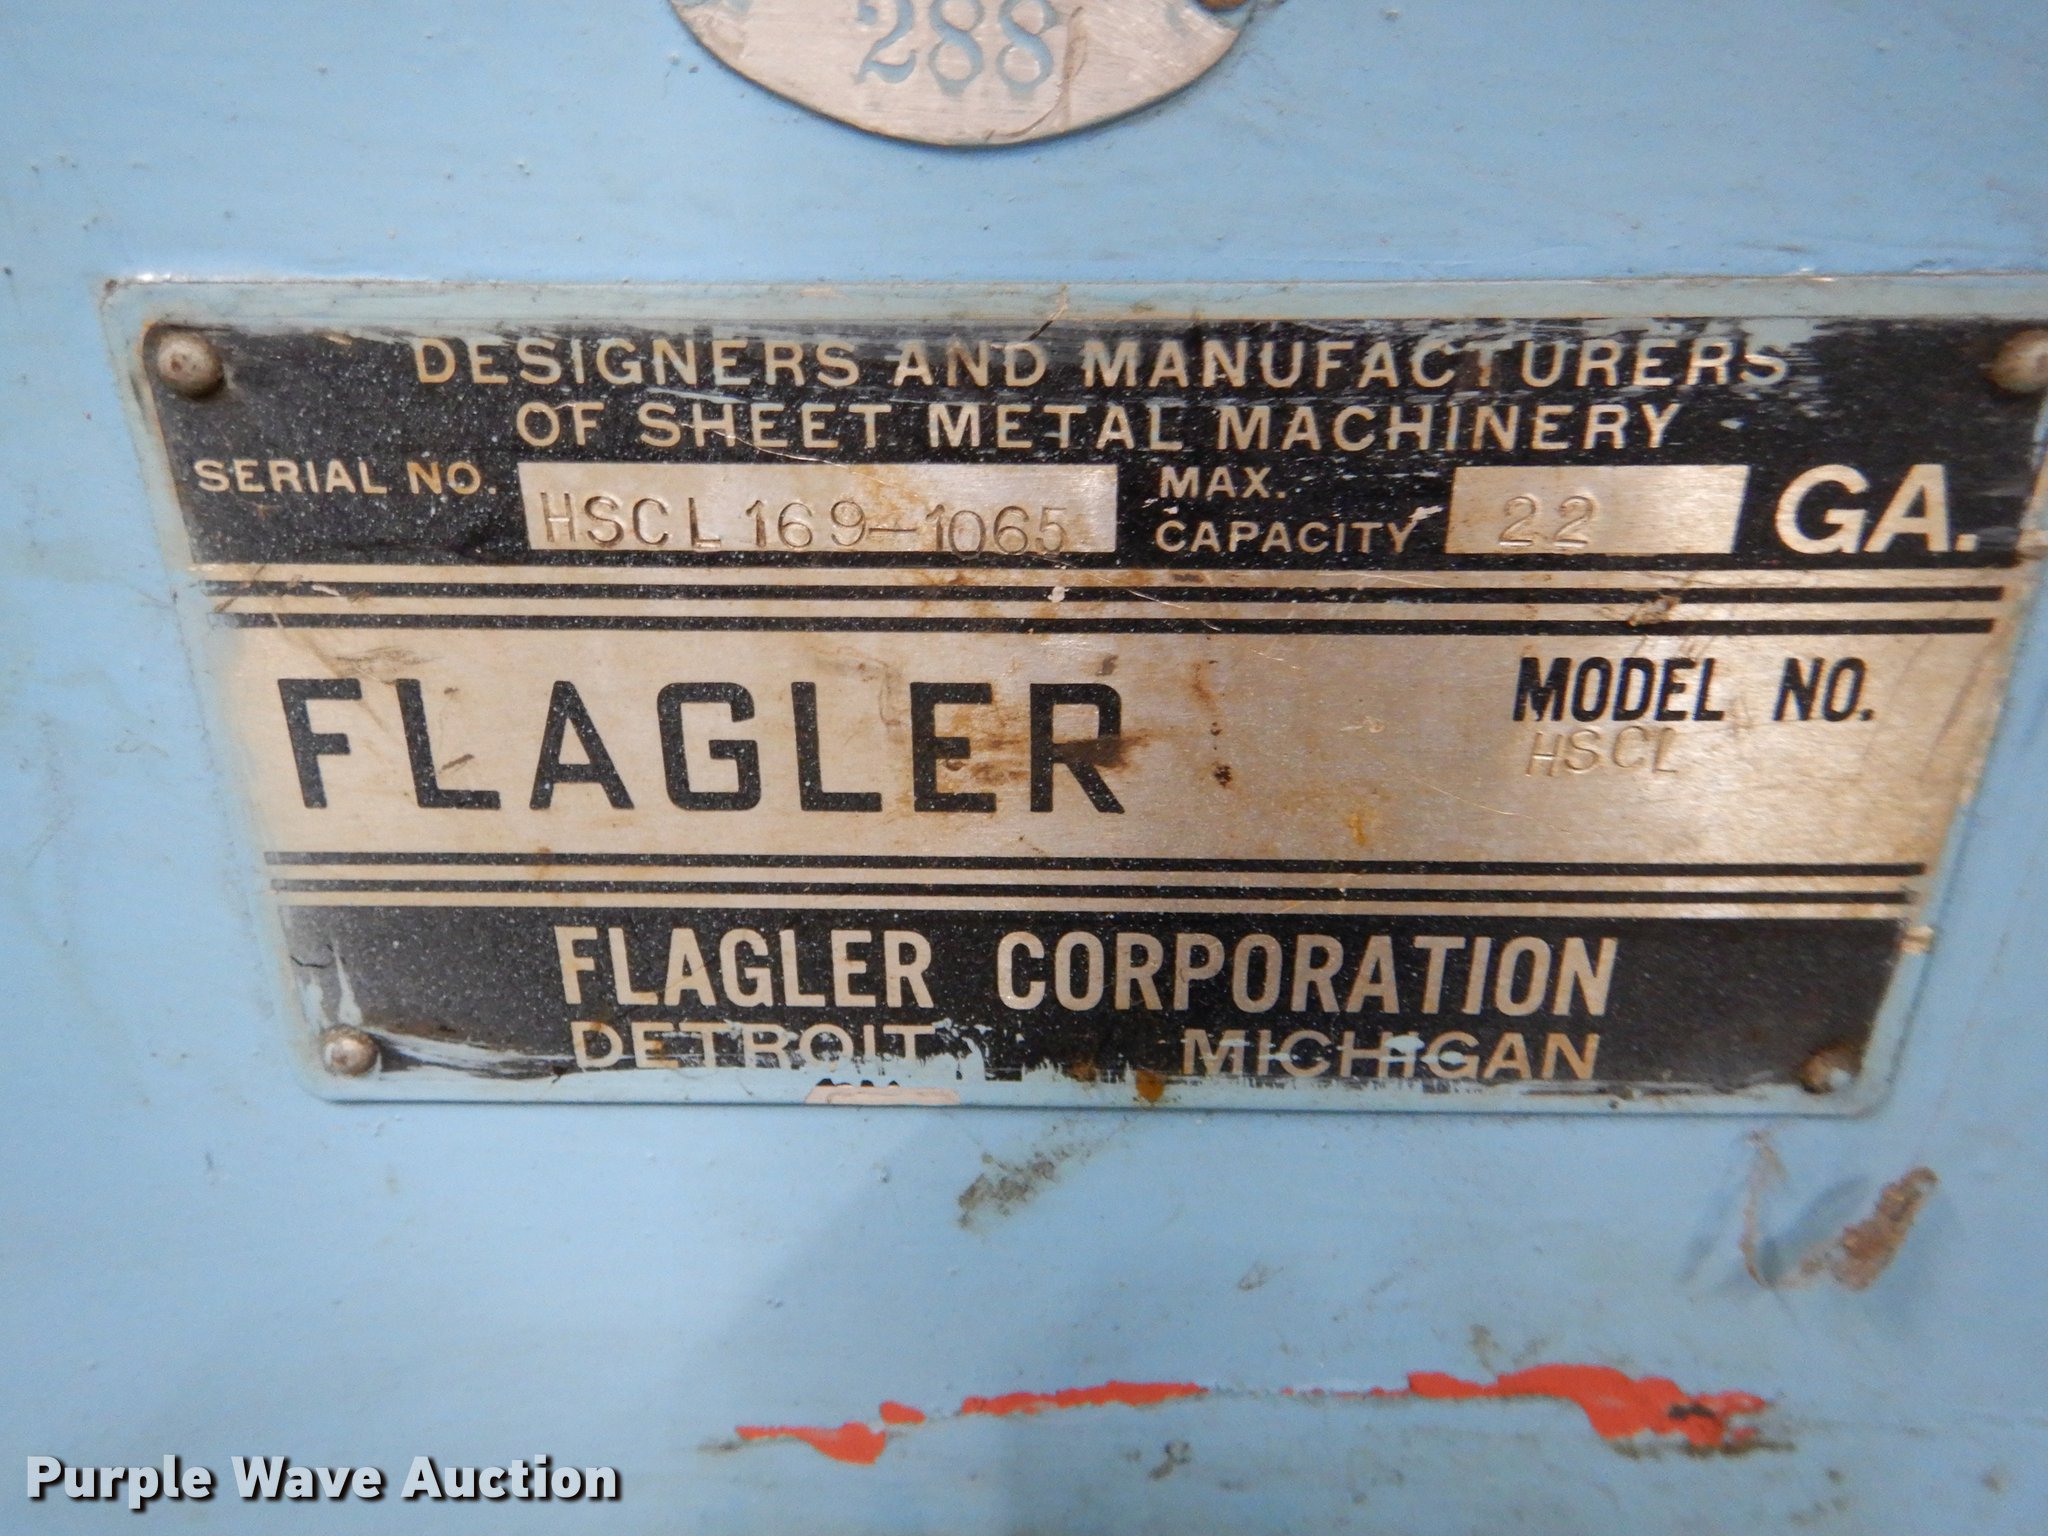 288
DESIGNERS AND MANUFACTURERS
OF SHEET METAL MACHINERY
SERIAL NO. HSCL 169-1065 MAX. CAPACITY 22 GA.
FLAGLER
MODEL NO.
HSCL
FLAGLER CORPORATION
DETROIT MICHIGAN
Purple Wave Auction